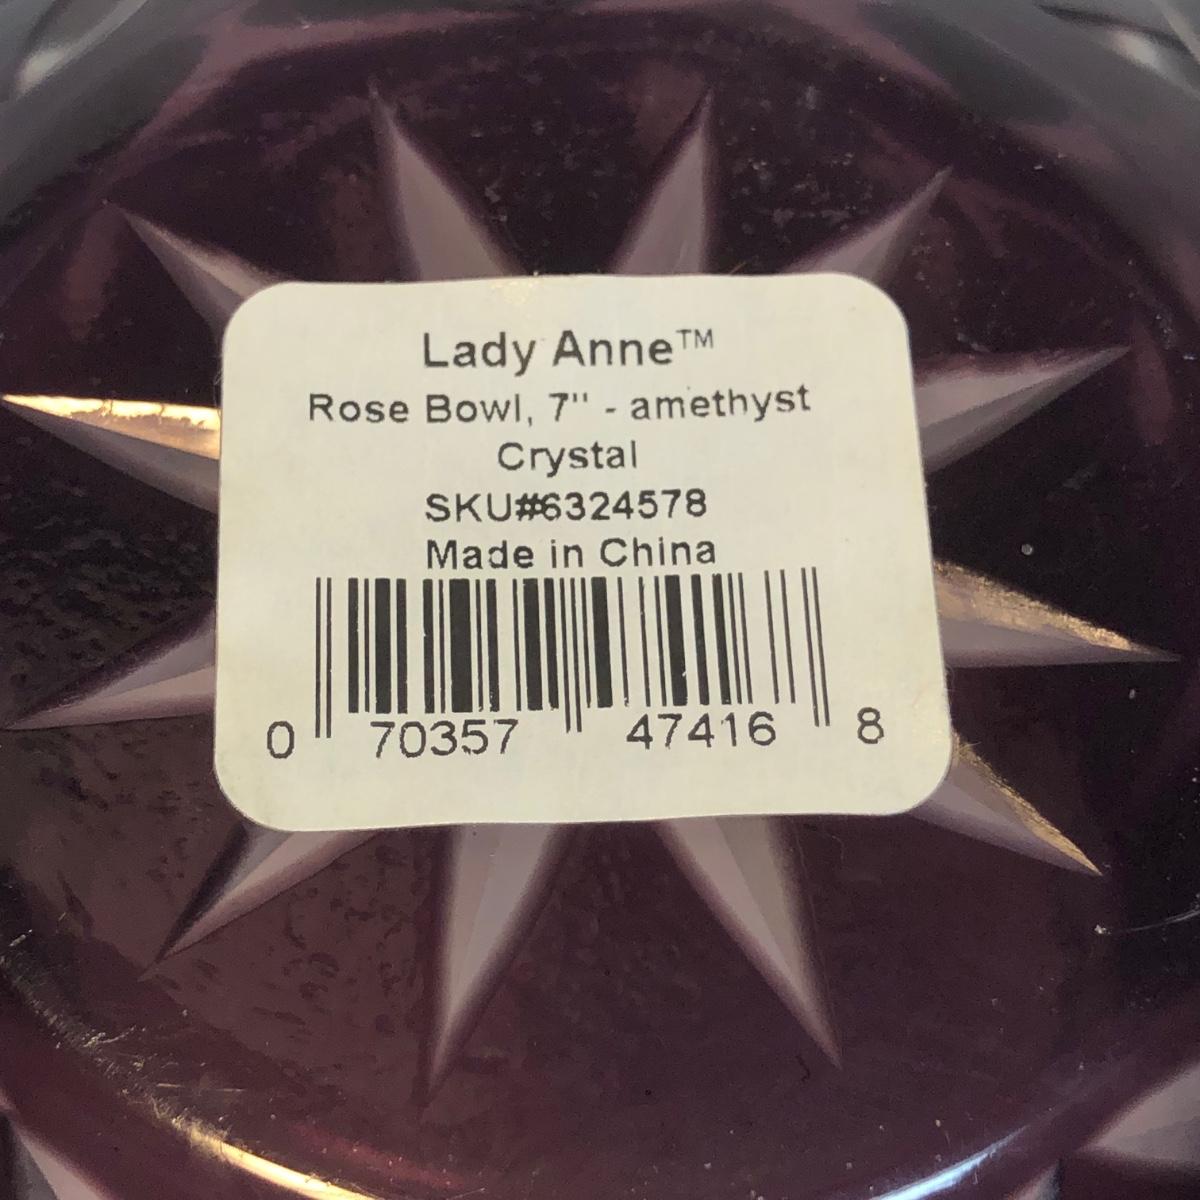 Lady Anne™
Rose Bowl, 7" - amethyst
Crystal
SKU#6324578
Made in China
0 70357 47416 8